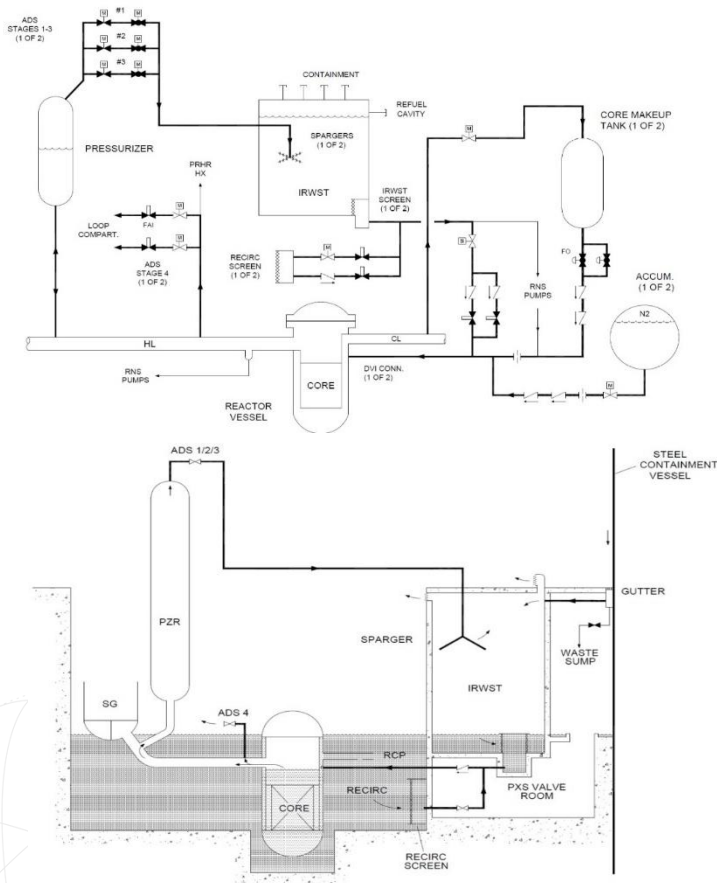 ADS
STAGES 1-3
(1 OF 2)
#1
#2
#3
M
M
M
M
M
M
CONTAINMENT
REFUEL
CAVITY
SPARGERS
(1 OF 2)
IRWST
IRWST
SCREEN
(1 OF 2)
M
CORE MAKEUP
TANK (1 OF 2)
PRESSURIZER
PRHR
HX
LOOP
COMPART.
FAI
M
M
ADS
STAGE 4
(1 OF 2)
RECIRC
SCREEN
(1 OF 2)
M
FO
RNS
PUMPS
ACCUM.
(1 OF 2)
N2
HL
CL
RNS
PUMPS
CORE
DVI CONN.
(1 OF 2)
M
REACTOR
VESSEL
ADS 1/2/3
STEEL
CONTAINMENT
VESSEL
PZR
GUTTER
SPARGER
WASTE
SUMP
IRWST
SG
ADS 4
RCP
PXS VALVE
ROOM
RECIRC
CORE
RECIRC
SCREEN